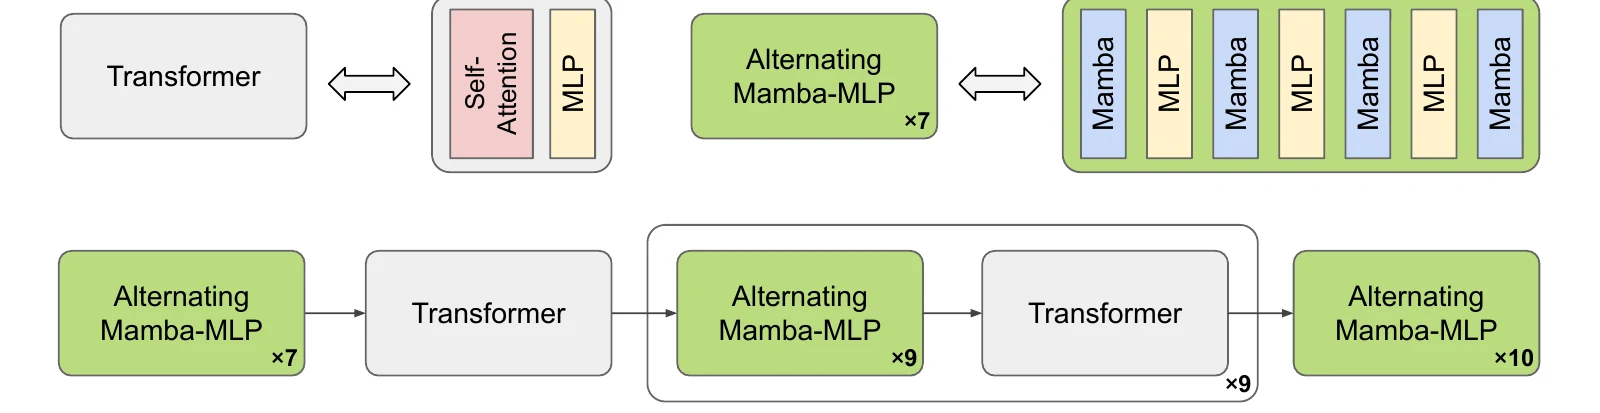 Transformer
Self-
Attention
MLP
Alternating
Mamba-MLP
×7
Mamba
MLP
Mamba
MLP
Mamba
MLP
Mamba
Alternating
Mamba-MLP
×7
Transformer
Alternating
Mamba-MLP
×9
Transformer
×9
Alternating
Mamba-MLP
×10